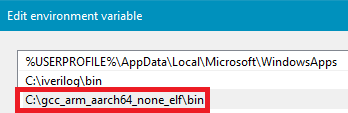 Edit environment variable
%USERPROFILE%\AppData\Local\Microsoft\WindowsApps
C:\iverilog\bin
C:\gcc_arm_aarch64_none_elf\bin